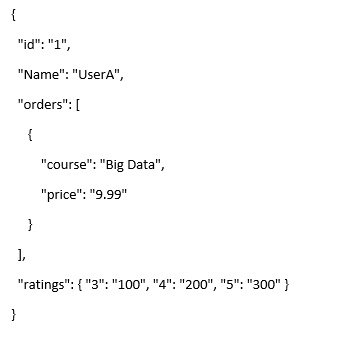 {
"id": "1",
"Name": "UserA",
"orders": [
{
"course": "Big Data",
"price": "9.99"
}
],
"ratings": { "3": "100", "4": "200", "5": "300" }
}